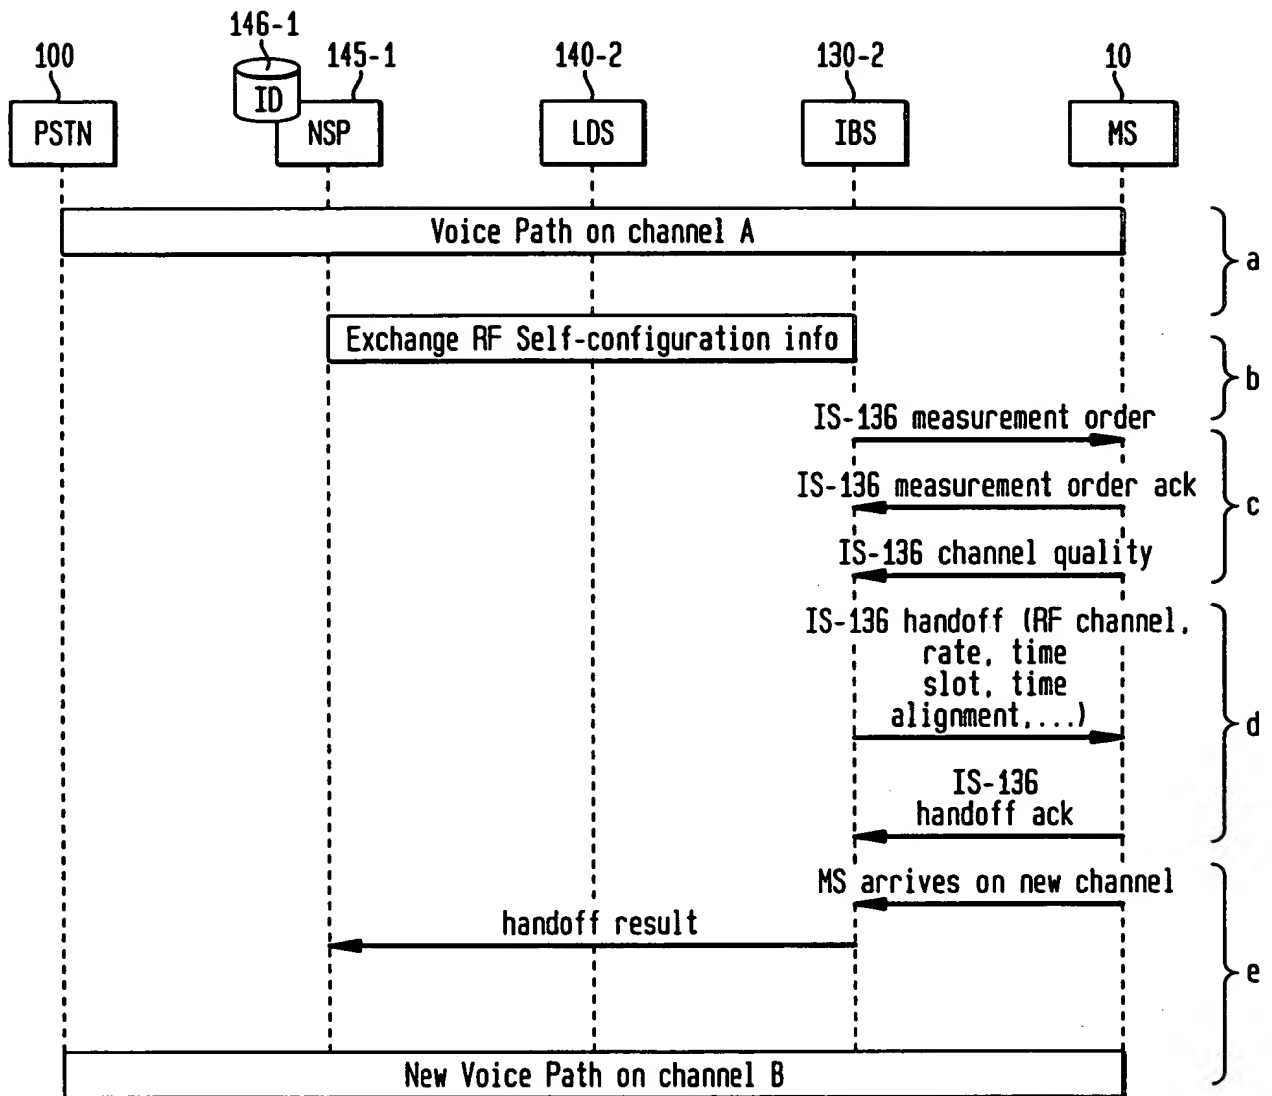 146-1
100
145-1
140-2
130-2
10
ID
PSTN
NSP
LDS
IBS
MS
Voice Path on channel A
a
Exchange RF Self-configuration info
b
IS-136 measurement order
IS-136 measurement order ack
c
IS-136 channel quality
IS-136 handoff (RF channel,
rate, time
slot, time
alignment,...)
d
IS-136
handoff ack
MS arrives on new channel
handoff result
e
New Voice Path on channel B